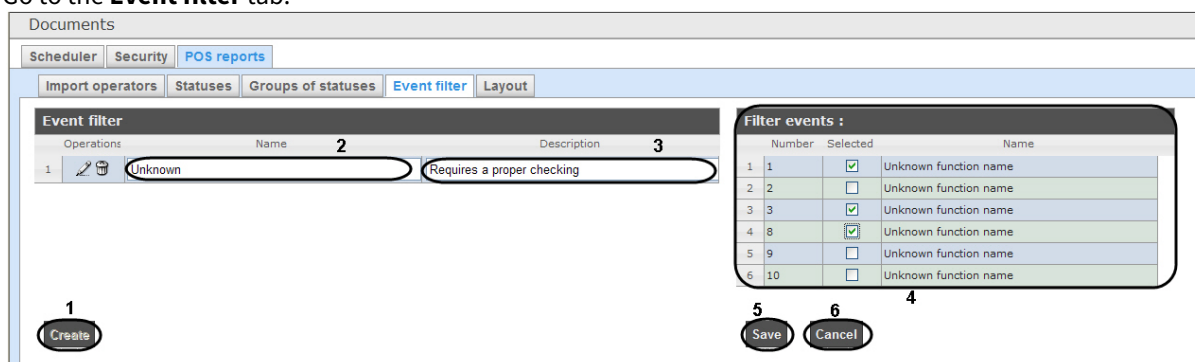 Go to the Event filter tab.
Documents
Scheduler Security POS reports
Import operators Statuses Groups of statuses Event filter Layout
Event filter
Operations Name 2 Description 3
1 Unknown Requires a proper checking
Filter events :
Number Selected Name
1 1 Unknown function name
2 2 Unknown function name
3 3 Unknown function name
4 8 Unknown function name
5 9 Unknown function name
6 10 Unknown function name
4
1 5 6
Create Save Cancel